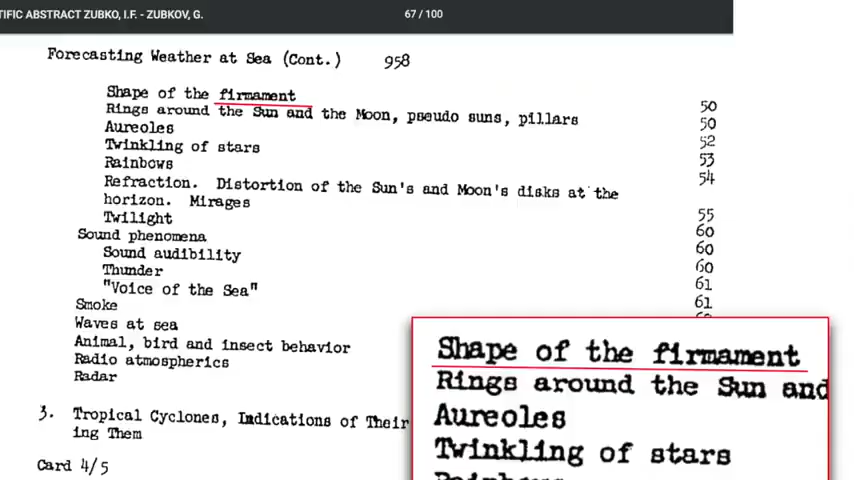 TIFIC ABSTRACT ZUBKO, I.F. - ZUBKOV, G.
67 / 100
Forecasting Weather at Sea (Cont.) 958
Shape of the firmament 50
Rings around the Sun and the Moon, pseudo suns, pillars 50
Aureoles 52
Twinkling of stars 53
Rainbows 54
Refraction. Distortion of the Sun's and Moon's disks at the
horizon. Mirages 55
Twilight 60
Sound phenomena 60
Sound audibility 60
Thunder 61
"Voice of the Sea" 61
Smoke
Waves at sea
Animal, bird and insect behavior
Radio atmospherics
Radar
3. Tropical Cyclones, Indications of Their
ing Them
Card 4/5
Shape of the firmament
Rings around the Sun and
Aureoles
Twinkling of stars